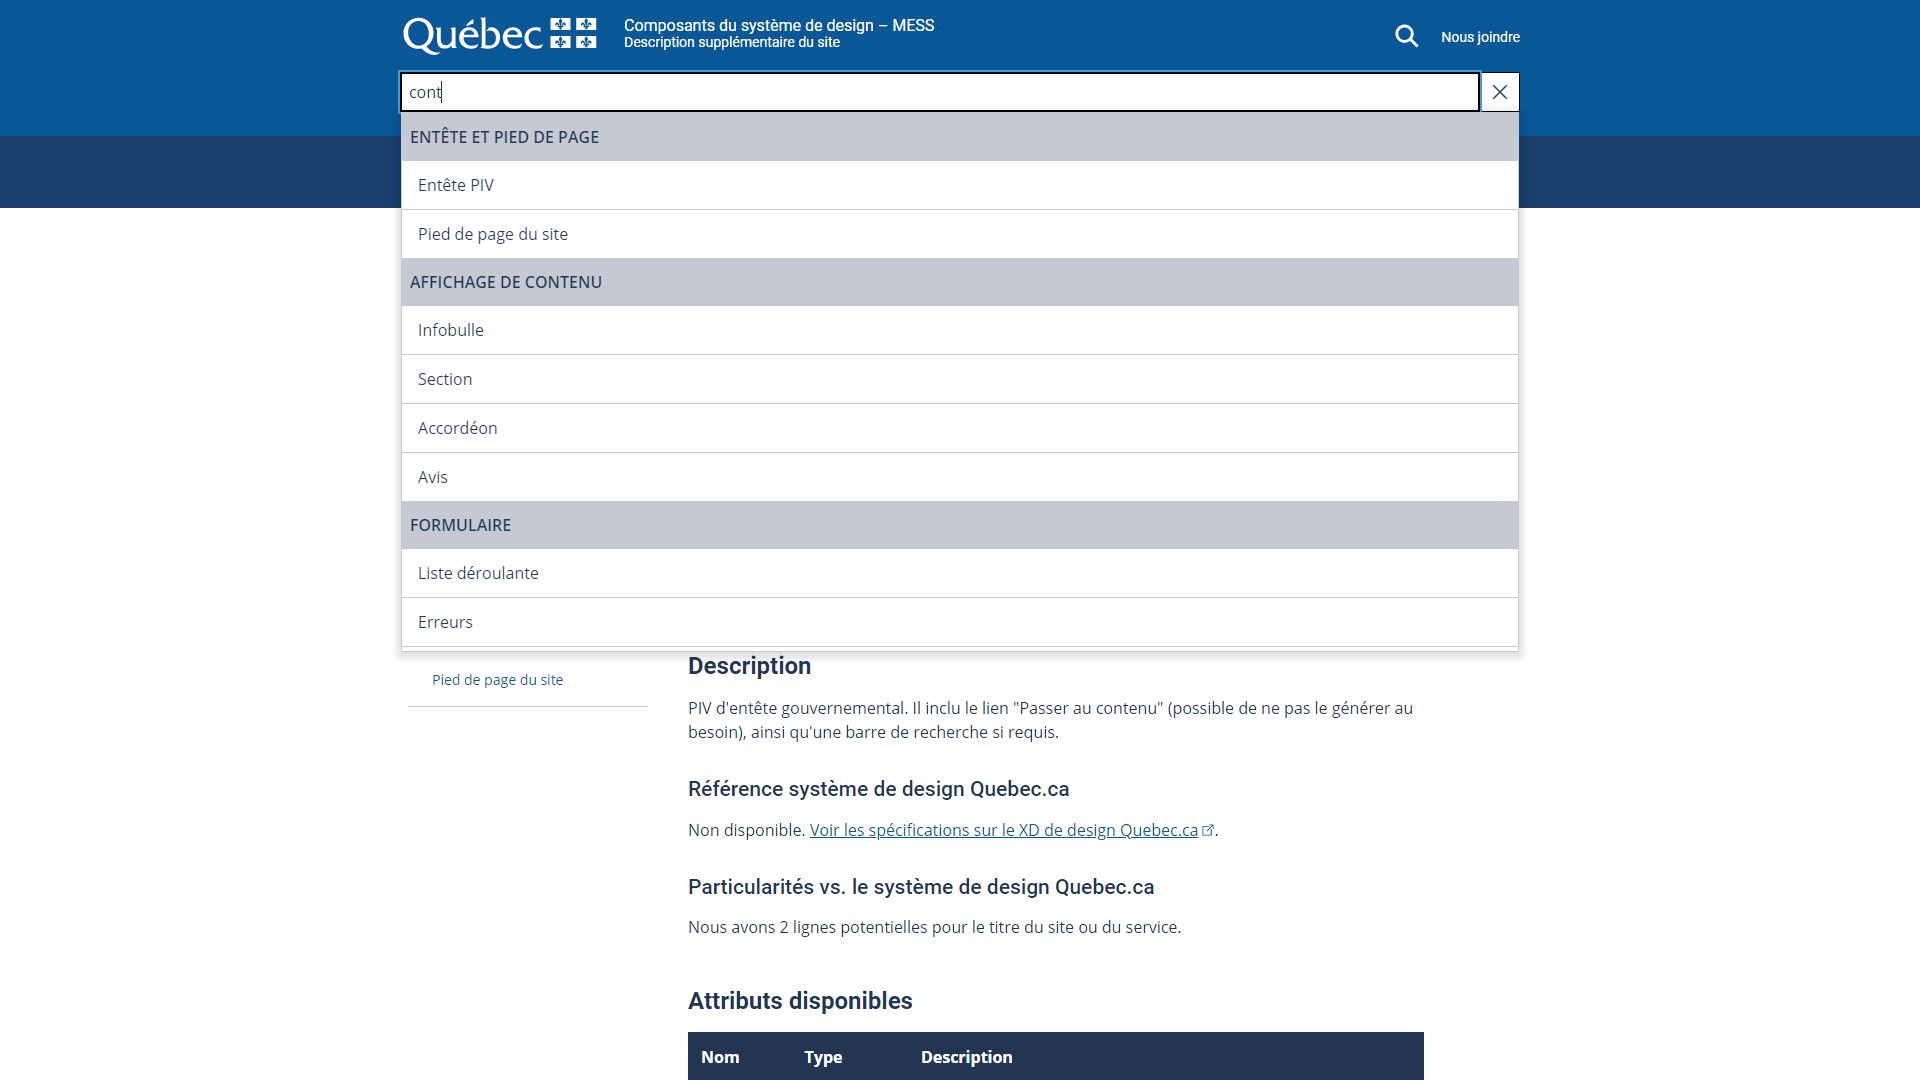 Québec
Composants du système de design – MESS
Description supplémentaire du site
Nous joindre
cont
ENTÊTE ET PIED DE PAGE
Entête PIV
Pied de page du site
AFFICHAGE DE CONTENU
Infobulle
Section
Accordéon
Avis
FORMULAIRE
Liste déroulante
Erreurs
Pied de page du site
Description
PIV d'entête gouvernemental. Il inclu le lien "Passer au contenu" (possible de ne pas le générer au
besoin), ainsi qu'une barre de recherche si requis.
Référence système de design Quebec.ca
Non disponible. Voir les spécifications sur le XD de design Quebec.ca.
Particularités vs. le système de design Quebec.ca
Nous avons 2 lignes potentielles pour le titre du site ou du service.
Attributs disponibles
Nom Type Description